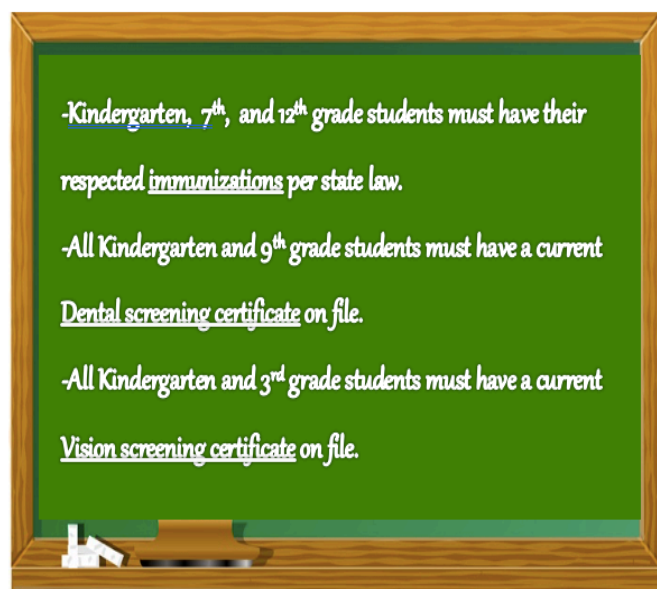 -Kindergarten, 7th, and 12th grade students must have their
respected immunizations per state law.
-All Kindergarten and 9th grade students must have a current
Dental screening certificate on file.
-All Kindergarten and 3rd grade students must have a current
Vision screening certificate on file.